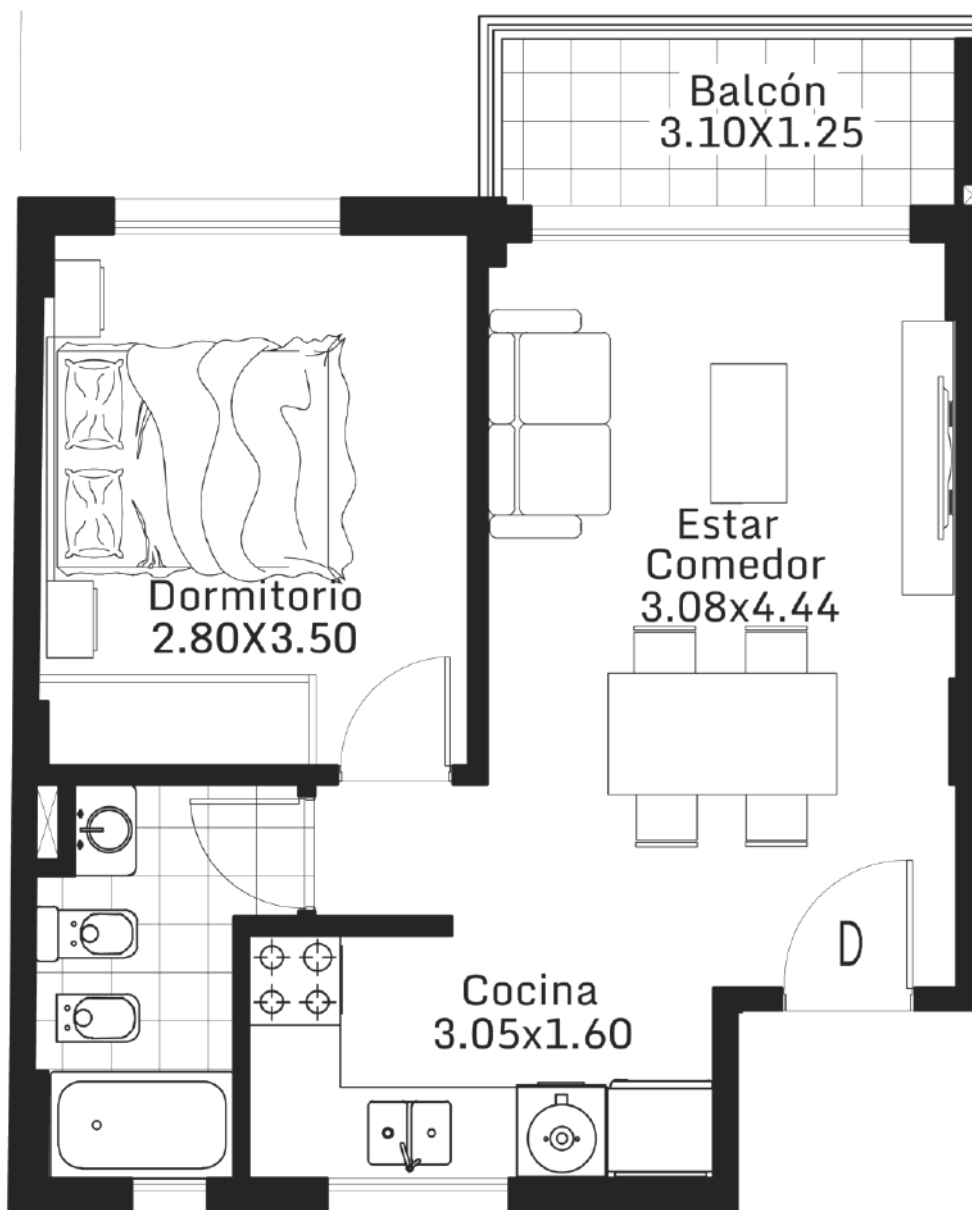 Balcón
3.10X1.25
Estar
Comedor
3.08x4.44
Dormitorio
2.80X3.50
D
Cocina
3.05x1.60